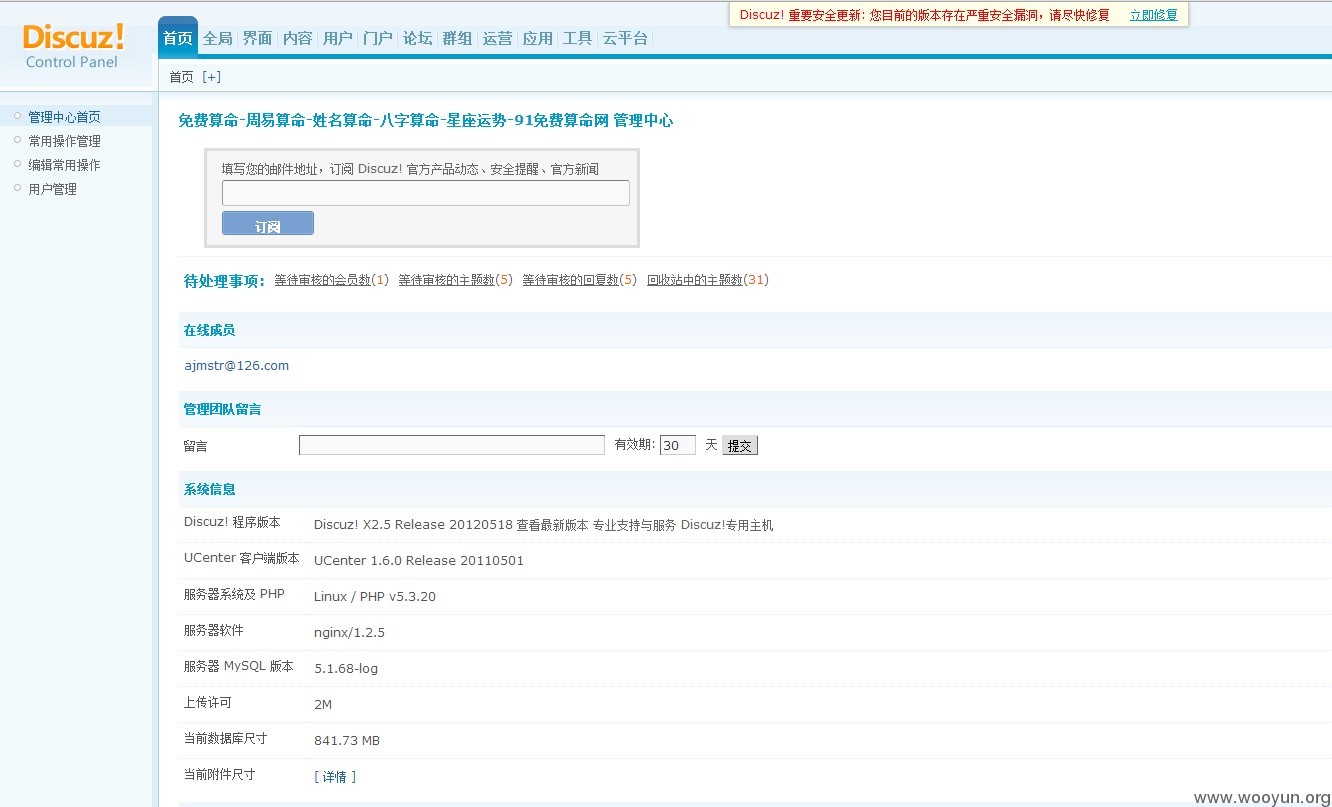 Discuz! 重要安全更新: 您目前的版本存在严重安全漏洞，请尽快修复 立即修复
Discuz!
Control Panel
首页 全局 界面 内容 用户 门户 论坛 群组 运营 应用 工具 云平台
首页 [+]
管理中心首页
常用操作管理
编辑常用操作
用户管理
免费算命-周易算命-姓名算命-八字算命-星座运势-91免费算命网 管理中心
填写您的邮件地址，订阅 Discuz! 官方产品动态、安全提醒、官方新闻
订阅
待处理事项: 等待审核的会员数(1) 等待审核的主题数(5) 等待审核的回复数(5) 回收站中的主题数(31)
在线成员
ajmstr@126.com
管理团队留言
留言 有效期: 30 天 提交
系统信息
Discuz! 程序版本 Discuz! X2.5 Release 20120518 查看最新版本 专业支持与服务 Discuz!专用主机
UCenter 客户端版本 UCenter 1.6.0 Release 20110501
服务器系统及 PHP Linux / PHP v5.3.20
服务器软件 nginx/1.2.5
服务器 MySQL 版本 5.1.68-log
上传许可 2M
当前数据库尺寸 841.73 MB
当前附件尺寸 [ 详情 ]
www.wooyun.org